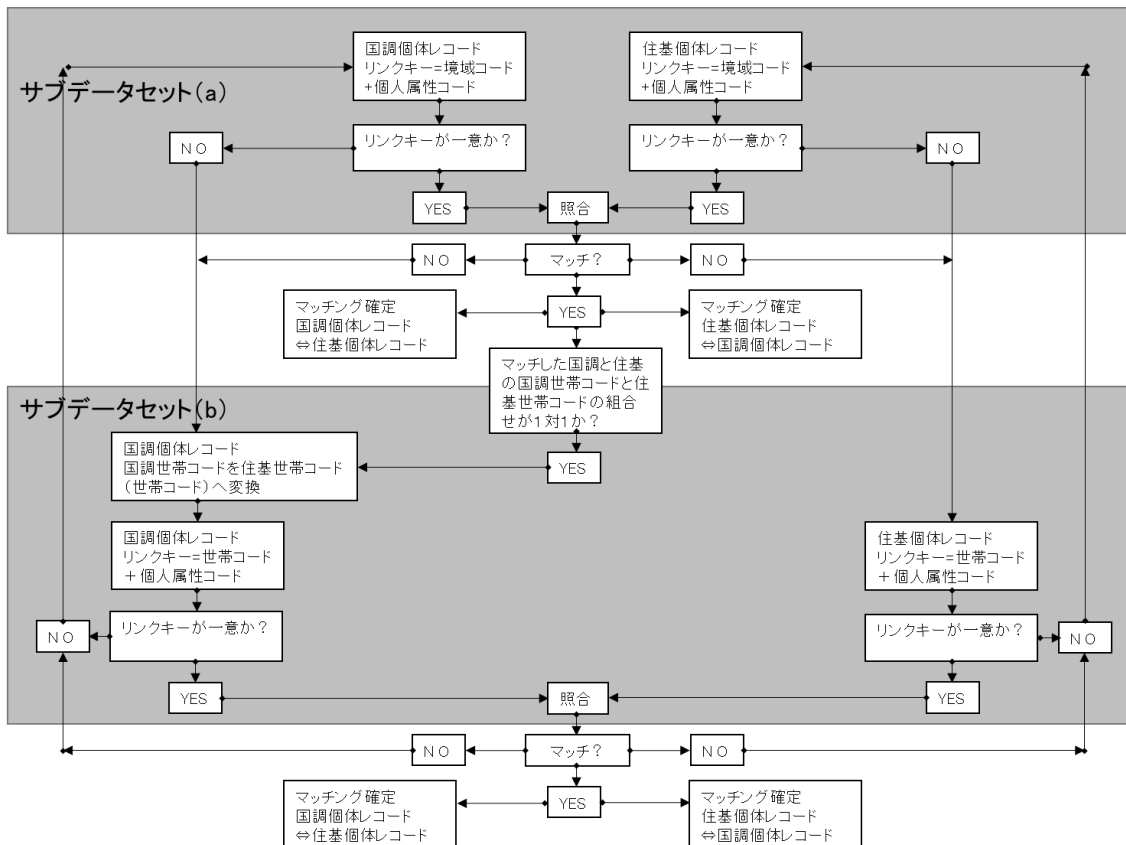 国調個体レコード
リンクキー=境域コード
+個人属性コード
住基個体レコード
リンクキー=境域コード
+個人属性コード
サブデータセット(a)
リンクキーが一意か?
リンクキーが一意か?
NO
NO
YES
照合
YES
NO
マッチ?
NO
マッチング確定
国調個体レコード
⇔住基個体レコード
YES
マッチング確定
住基個体レコード
⇔国調個体レコード
マッチした国調と住基
の国調世帯コードと住
基世帯コードの組合
せが1対1か?
サブデータセット(b)
国調個体レコード
国調世帯コードを住基世帯コード
(世帯コード)へ変換
YES
国調個体レコード
リンクキー=世帯コード
+個人属性コード
住基個体レコード
リンクキー=世帯コード
+個人属性コード
NO
リンクキーが一意か?
リンクキーが一意か?
NO
YES
照合
YES
NO
マッチ?
NO
マッチング確定
国調個体レコード
⇔住基個体レコード
YES
マッチング確定
住基個体レコード
⇔国調個体レコード